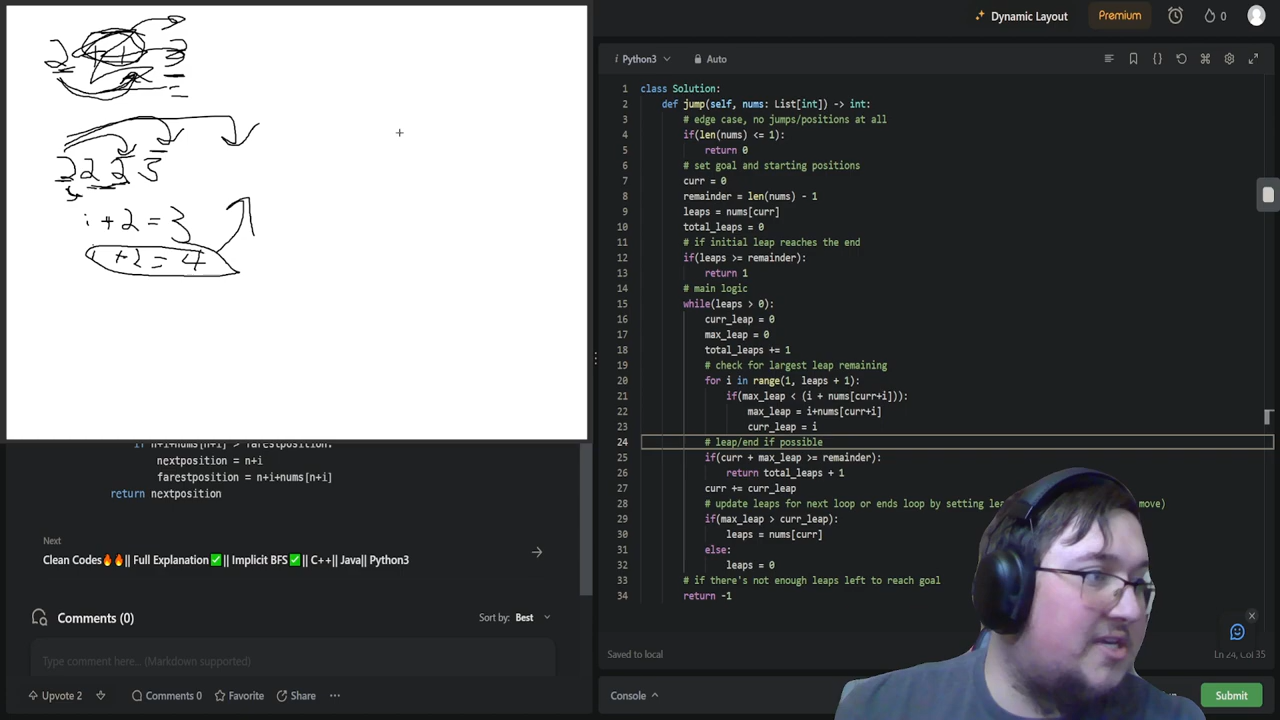 Dynamic Layout
Premium
0
2
3
2 2 2 3
i + 2 = 3
i + 2 = 4
i Python3
Auto
1 class Solution:
2 def jump(self, nums: List[int]) -> int:
3 # edge case, no jumps/positions at all
4 if(len(nums) <= 1):
5 return 0
6 # set goal and starting positions
7 curr = 0
8 remainder = len(nums) - 1
9 leaps = nums[curr]
10 total_leaps = 0
11 # if initial leap reaches the end
12 if(leaps >= remainder):
13 return 1
14 # main logic
15 while(leaps > 0):
16 curr_leap = 0
17 max_leap = 0
18 total_leaps += 1
19 # check for largest leap remaining
20 for i in range(1, leaps + 1):
21 if(max_leap < (i + nums[curr+i])):
22 max_leap = i+nums[curr+i]
23 curr_leap = i
24 # leap/end if possible
25 if(curr + max_leap >= remainder):
26 return total_leaps + 1
27 curr += curr_leap
28 # update leaps for next loop or ends loop by setting move)
29 if(max_leap > curr_leap):
30 leaps = nums[curr]
31 else:
32 leaps = 0
33 # if there's not enough leaps left to reach goal
34 return -1
if n+i+nums[n+i] > farestposition:
nextposition = n+i
farestposition = n+i+nums[n+i]
return nextposition
Next
Clean Codes🔥🔥|| Full Explanation✅|| Implicit BFS✅|| C++|| Java|| Python3
Comments (0)
Sort by: Best
Type comment here... (Markdown supported)
Upvote 2
Comments 0
Favorite
Share
Saved to local
Ln 24, Col 35
Console
Submit